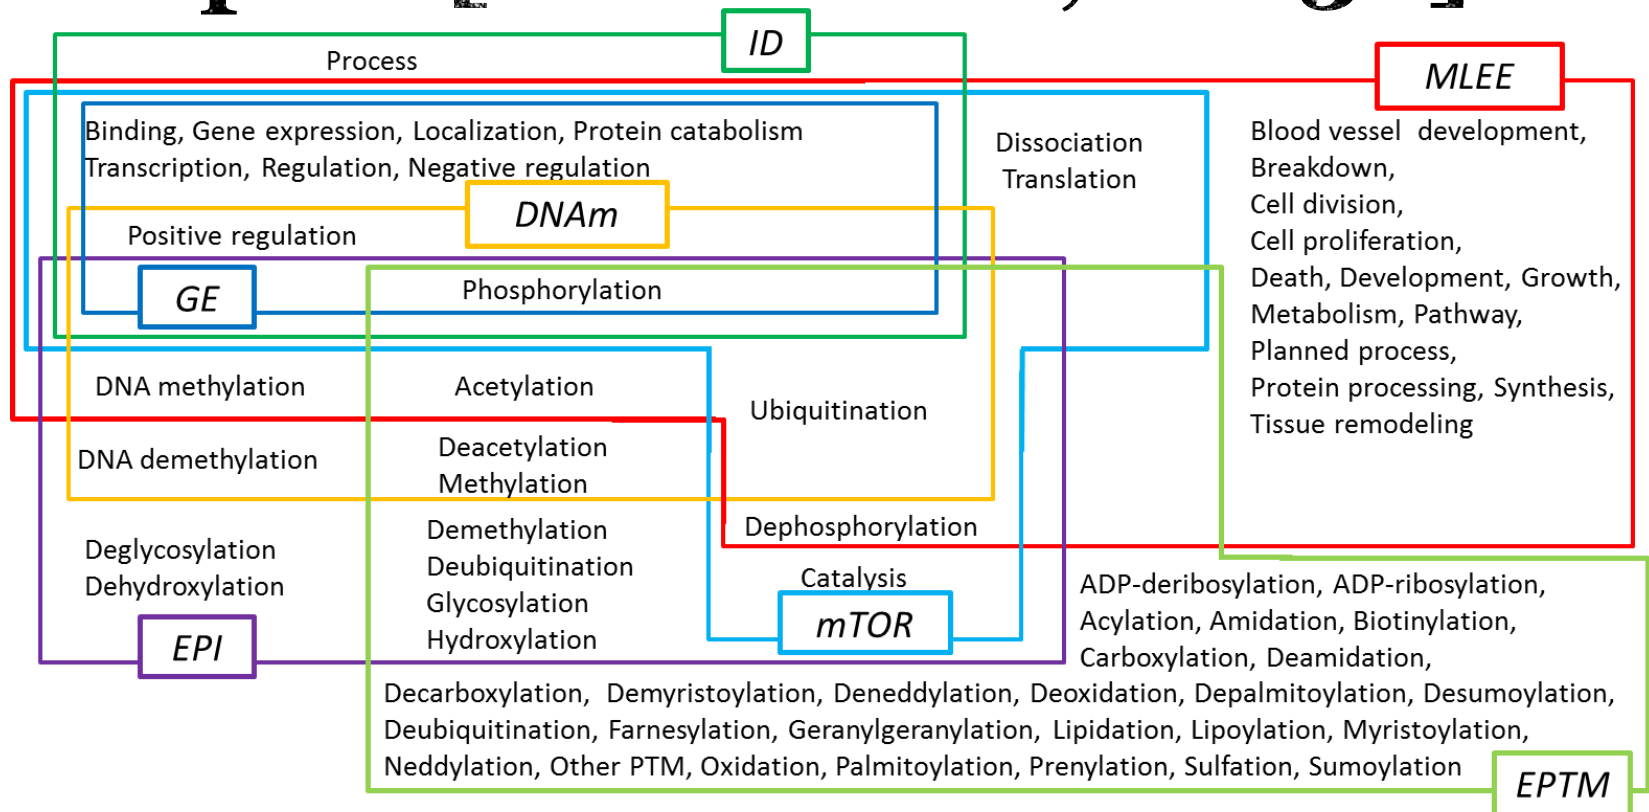 ID
Process
MLEE
Binding, Gene expression, Localization, Protein catabolism
Transcription, Regulation, Negative regulation
Dissociation
Translation
Blood vessel development,
Breakdown,
Cell division,
Cell proliferation,
Death, Development, Growth,
Metabolism, Pathway,
Planned process,
Protein processing, Synthesis,
Tissue remodeling
DNAm
Positive regulation
GE
Phosphorylation
DNA methylation
Acetylation
Ubiquitination
DNA demethylation
Deacetylation
Methylation
Dephosphorylation
Deglycosylation
Dehydroxylation
Demethylation
Deubiquitination
Glycosylation
Hydroxylation
Catalysis
mTOR
EPI
ADP-deribosylation, ADP-ribosylation,
Acylation, Amidation, Biotinylation,
Carboxylation, Deamidation,
Decarboxylation, Demyristoylation, Deneddylation, Deoxidation, Depalmitoylation, Desumoylation,
Deubiquitination, Farnesylation, Geranylgeranylation, Lipidation, Lipoylation, Myristoylation,
Neddylation, Other PTM, Oxidation, Palmitoylation, Prenylation, Sulfation, Sumoylation
EPTM